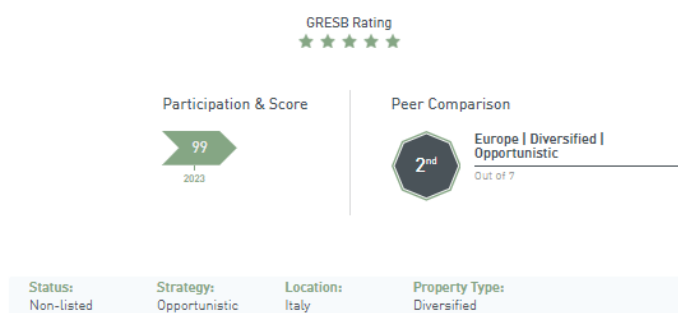 GRESB Rating
Participation & Score
Peer Comparison
99
2023
2nd
Europe | Diversified |
Opportunistic
Out of 7
Status:
Strategy:
Location:
Property Type:
Non-listed
Opportunistic
Italy
Diversified